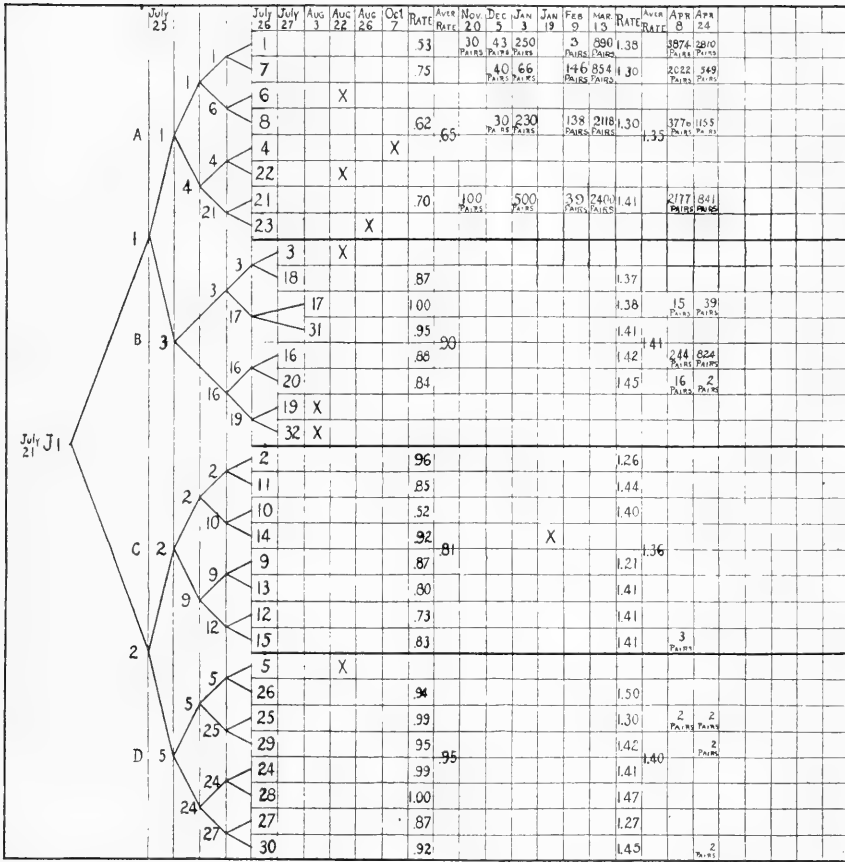 July 25 July 26 July 27 Aug 3 Aug 22 Aug 26 Oct 7 RATE AVER RATE NOV. 20 DEC 5 JAN 3 JAN 19 FEB 9 MAR. 13 RATE AVER RATE APR 8 APR 24
1 1 .53 30 PAIRS 43 PAIRS 250 PAIRS 3 PAIRS 890 PAIRS 1.38 3874 PAIRS 2810 PAIRS
7 .75 40 PAIRS 66 PAIRS 146 PAIRS 854 PAIRS 1.30 2022 PAIRS 549 PAIRS
1
6 X
6
8 .62 30 PAIRS 230 PAIRS 138 PAIRS 2118 PAIRS 1.30 3776 PAIRS 1155 PAIRS
A 1 .65 1.35
4 4 X
22 X
4
21 21 .70 100 PAIRS 500 PAIRS 39 PAIRS 2400 PAIRS 1.41 2177 PAIRS 841 PAIRS
23 X
1
3 3 X
18 .87 1.37
3
17 17 1.00 1.38 15 PAIRS 39 PAIRS
31 .95 1.41
B 3 .90 1.41
16 16 .88 1.42 244 PAIRS 824 PAIRS
20 .84 1.45 16 PAIRS 2 PAIRS
16
19 19 X
32 X
July 21 J1
2 2 .96 1.26
11 .85 1.44
2
10 10 .52 1.40
14 .92 X
C 2 .81 1.36
9 9 .87 1.21
13 .80 1.41
9
12 12 .73 1.41
15 .83 1.41 3 PAIRS
2
5 5 X
26 .94 1.50
5
25 25 .99 1.30 2 PAIRS 2 PAIRS
29 .95 1.42 2 PAIRS
D 5 .95 1.40
24 24 .99 1.41
28 1.00 1.47
24
27 27 .87 1.27
30 .92 1.45 2 PAIRS